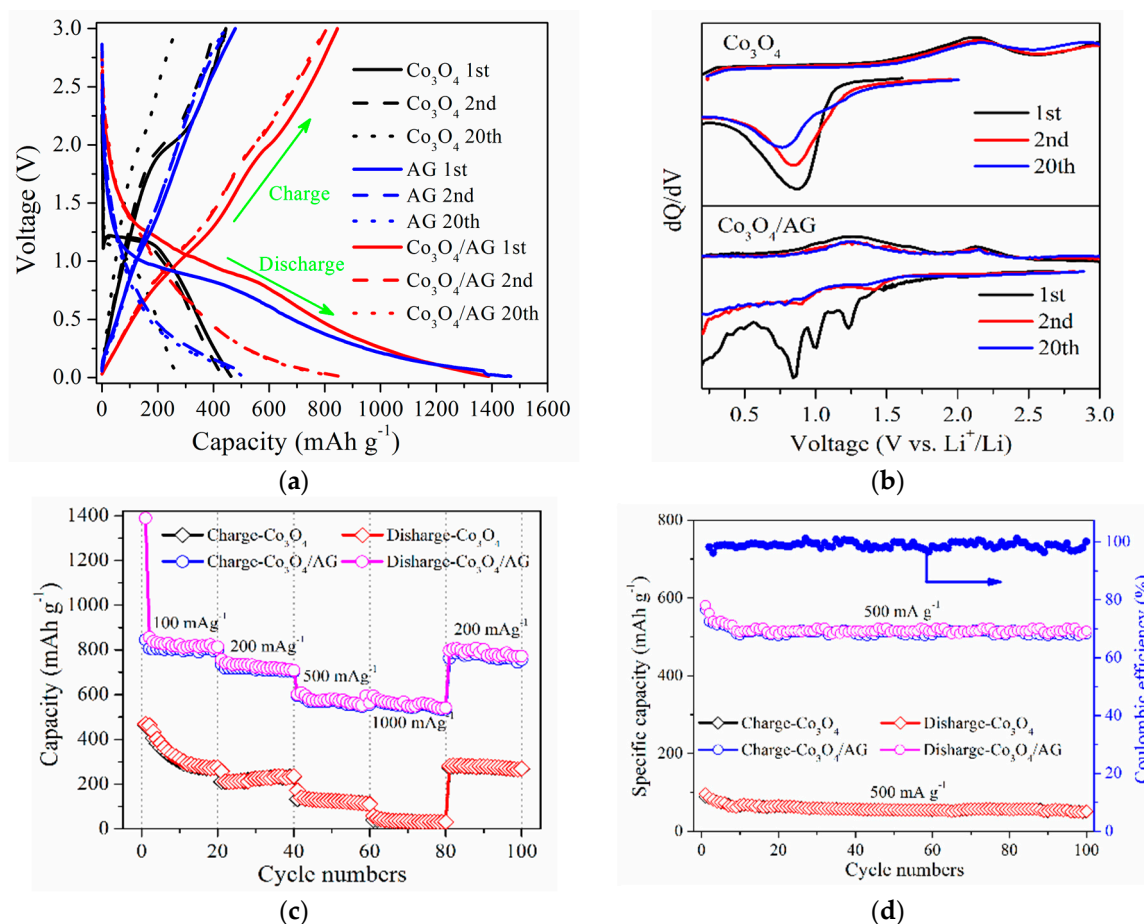 3.0
2.5
2.0
1.5
1.0
0.5
0.0
Voltage (V)
Co3O4 1st
Co3O4 2nd
Co3O4 20th
AG 1st
AG 2nd
AG 20th
Co3O4/AG 1st
Co3O4/AG 2nd
Co3O4/AG 20th
Charge
Discharge
0 200 400 600 800 1000 1200 1400 1600
Capacity (mAh g-1)
(a)
dQ/dV
Co3O4
1st
2nd
20th
Co3O4/AG
1st
2nd
20th
0.5 1.0 1.5 2.0 2.5 3.0
Voltage (V vs. Li+/Li)
(b)
1400
1200
1000
800
600
400
200
0
Capacity (mAh g-1)
Charge-Co3O4 Disharge-Co3O4
Charge-Co3O4/AG Disharge-Co3O4/AG
100 mAg-1
200 mAg-1
500 mAg-1
1000 mAg-1
200 mAg-1
0 20 40 60 80 100
Cycle numbers
(c)
800
700
600
500
400
300
200
100
0
Specific capacity (mAh g-1)
500 mA g-1
Charge-Co3O4 Disharge-Co3O4
Charge-Co3O4/AG Disharge-Co3O4/AG
500 mA g-1
100
80
60
40
20
0
Coulombic efficiency (%)
0 20 40 60 80 100
Cycle numbers
(d)